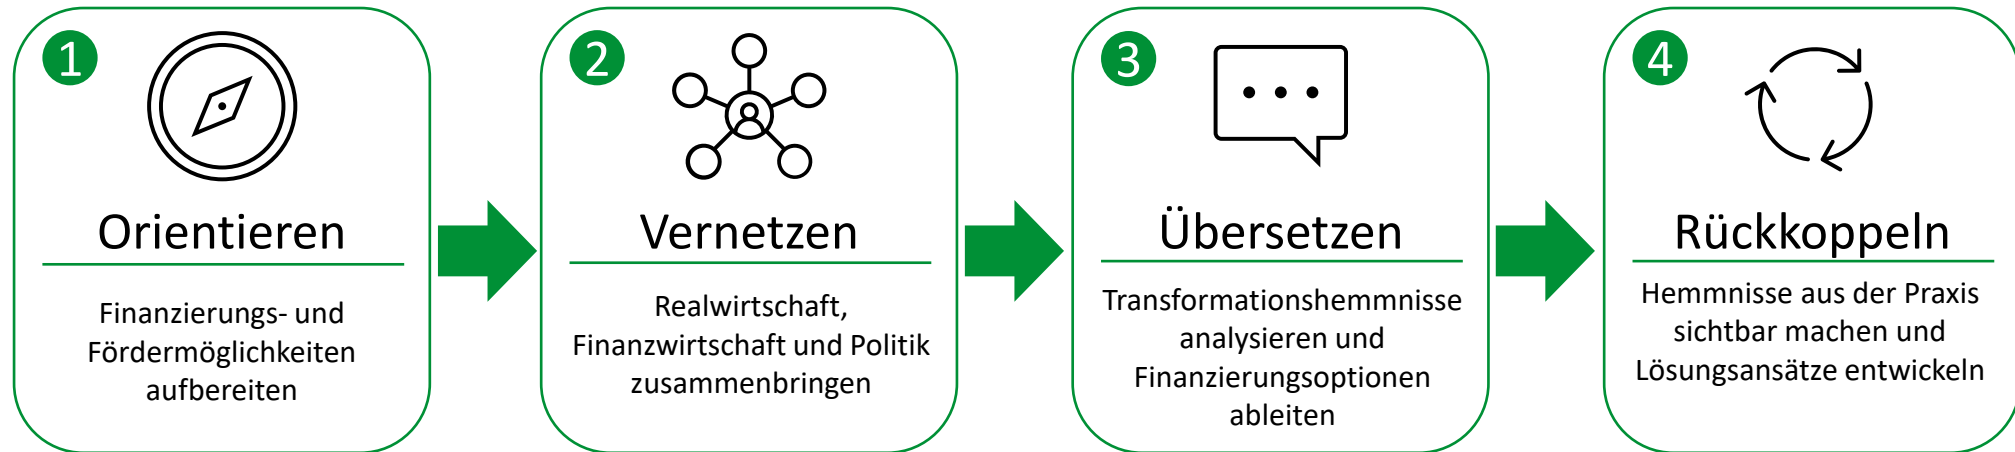 1
Orientieren
Finanzierungs- und
Fördermöglichkeiten
aufbereiten
2
Vernetzen
Realwirtschaft,
Finanzwirtschaft und Politik
zusammenbringen
3
Übersetzen
Transformationshemmnisse
analysieren und
Finanzierungsoptionen
ableiten
4
Rückkoppeln
Hemmnisse aus der Praxis
sichtbar machen und
Lösungsansätze entwickeln